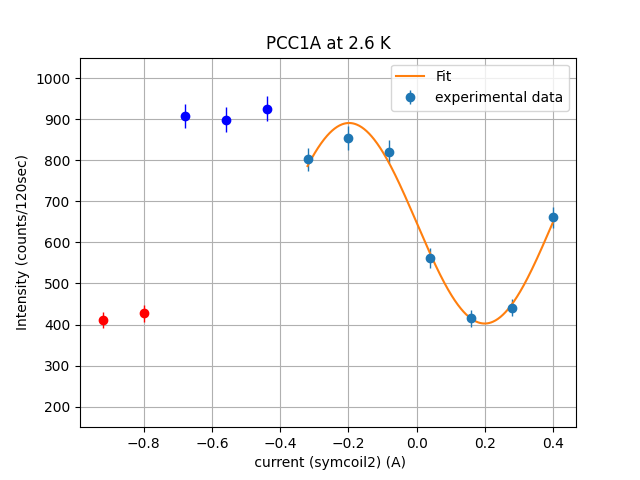 PCC1A at 2.6 K
Fit
experimental data
1000
900
800
700
600
500
400
300
200
Intensity (counts/120sec)
−0.8 −0.6 −0.4 −0.2 0.0 0.2 0.4
current (symcoil2) (A)